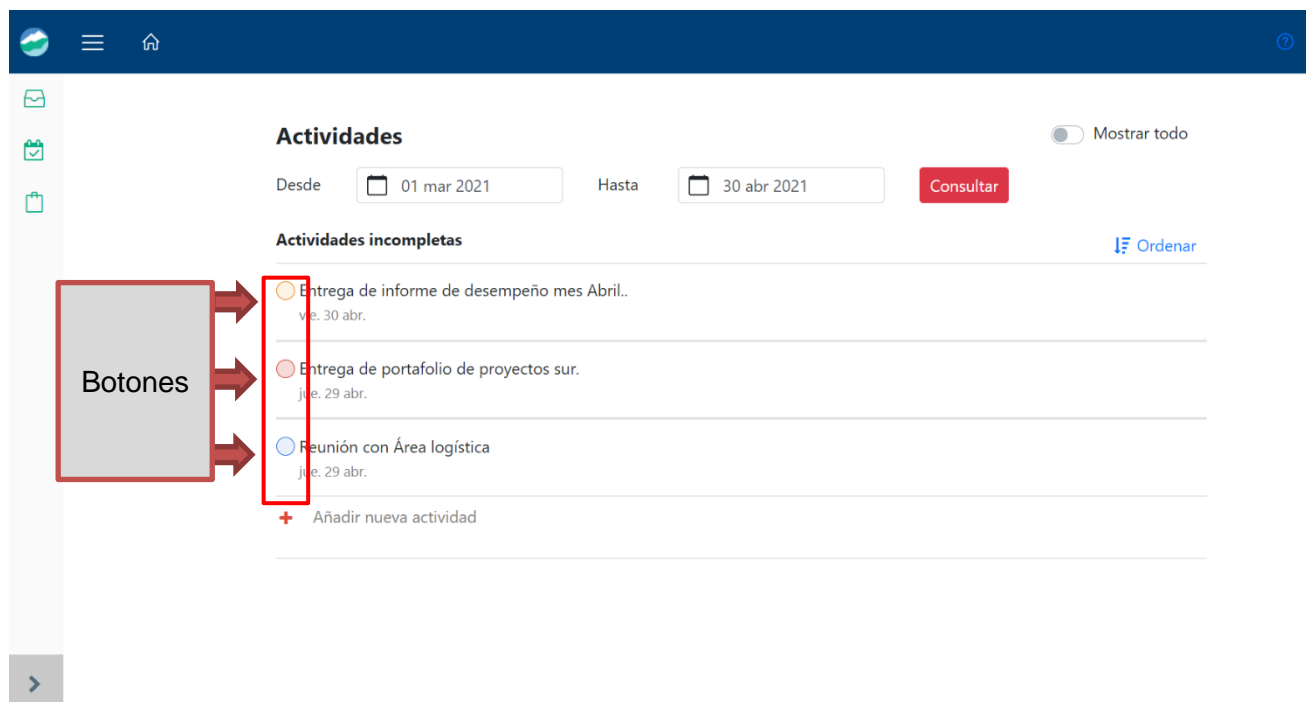 Actividades
Mostrar todo
Desde 01 mar 2021 Hasta 30 abr 2021 Consultar
Actividades incompletas
Ordenar
Entrega de informe de desempeño mes Abril..
vie. 30 abr.
Entrega de portafolio de proyectos sur.
jue. 29 abr.
Botones
Reunión con Área logística
jue. 29 abr.
Añadir nueva actividad